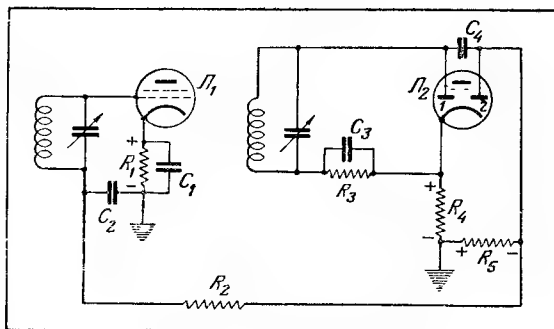 Л₁
+
R₁
-
C₁
C₂
R₂
C₄
Л₂
1 2
C₃
R₃
+
R₄
-
+ R₅ -